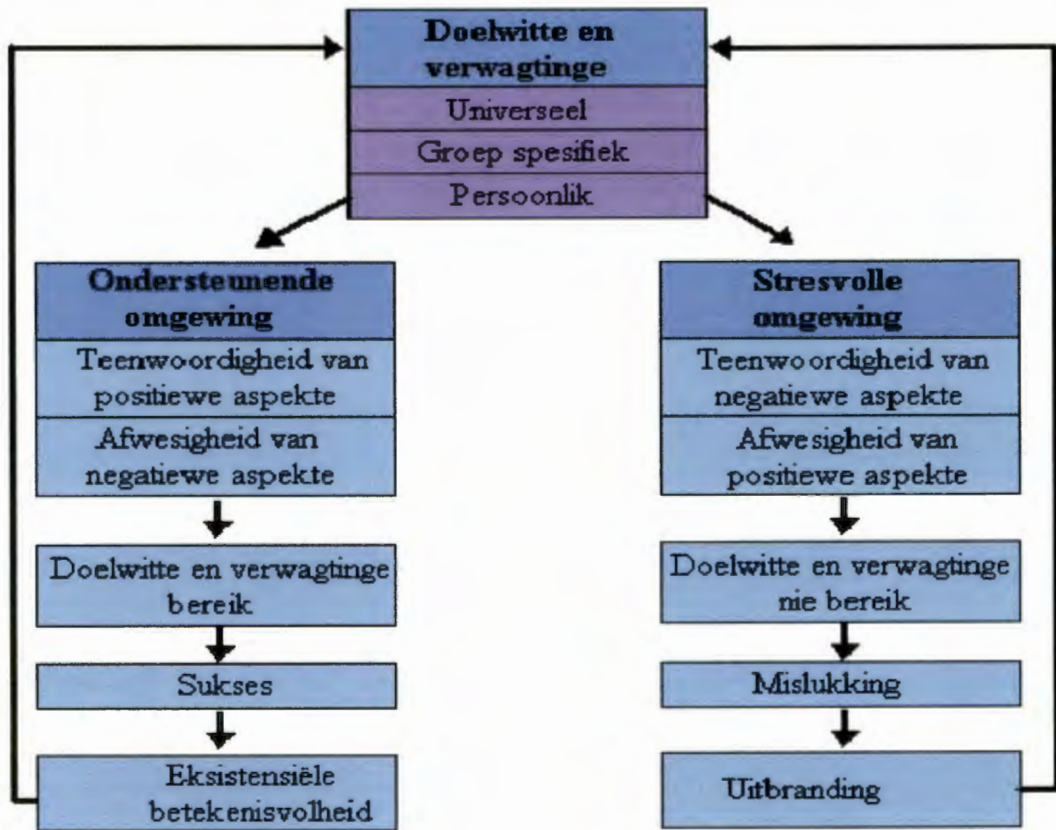 Doelwitte en
verwagtinge
Universeel
Groep spesifiek
Persoonlik
Ondersteunende
omgewing
Teenwoordigheid van
positiewe aspekte
Afwesigheid van
negatiewe aspekte
Doelwitte en verwagtinge
bereik
Sukses
Eksistensiële
betekenisvolheid
Stresvolle
omgewing
Teenwoordigheid van
negatiewe aspekte
Afwesigheid van
positiewe aspekte
Doelwitte en verwagtinge
nie bereik
Mislukking
Uitbranding